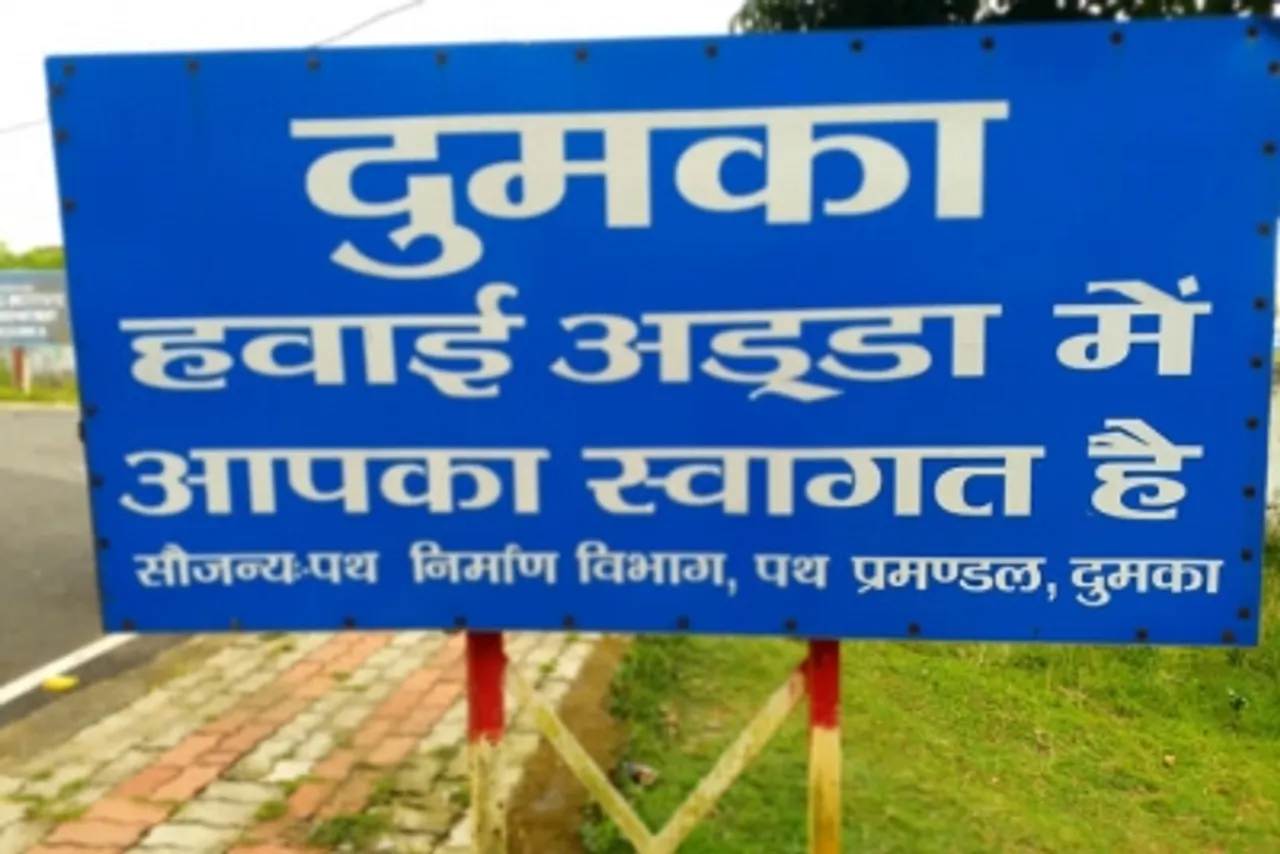 दुमका
हवाई अड्डा में
आपका स्वागत है
सौजन्यः-पथ निर्माण विभाग, पथ प्रमण्डल, दुमका